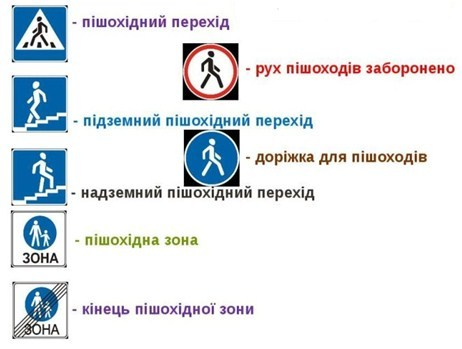 - пішохідний перехід
- рух пішоходів заборонено
- підземний пішохідний перехід
- доріжка для пішоходів
- надземний пішохідний перехід
ЗОНА
- пішохідна зона
ЗОНА
- кінець пішохідної зони